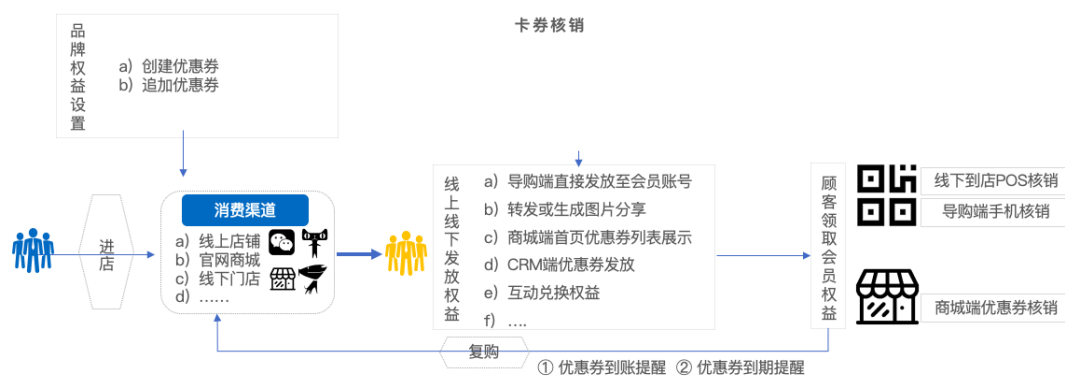 卡券核销
品牌权益设置
a）创建优惠券
b）追加优惠券
进店
消费渠道
a）线上店铺
b）官网商城
c）线下门店
d）……
线上线下发放权益
a）导购端直接发放至会员账号
b）转发或生成图片分享
c）商城端首页优惠券列表展示
d）CRM端优惠券发放
e）互动兑换权益
f）….
顾客领取会员权益
线下到店POS核销
导购端手机核销
商城端优惠券核销
复购
① 优惠券到账提醒 ② 优惠券到期提醒